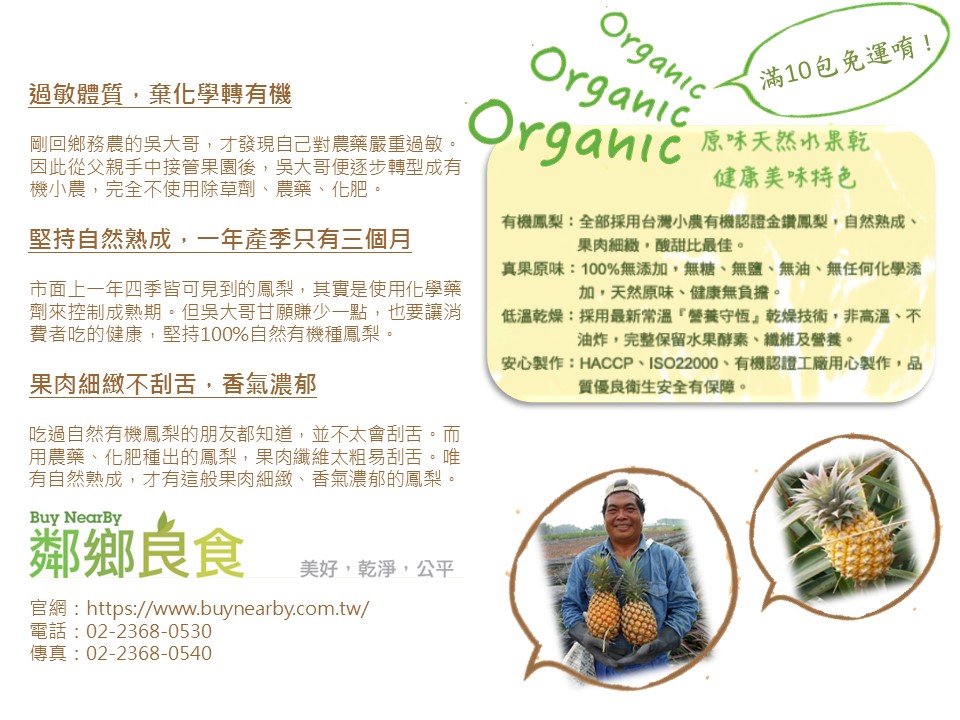 過敏體質，棄化學轉有機
剛回鄉務農的吳大哥，才發現自己對農藥嚴重過敏。
因此從父親手中接管果園後，吳大哥便逐步轉型成有
機小農，完全不使用除草劑、農藥、化肥。
堅持自然熟成，一年產季只有三個月
市面上一年四季皆可見到的鳳梨，其實是使用化學藥
劑來控制成熟期。但吳大哥甘願賺少一點，也要讓消
費者吃的健康，堅持100%自然有機種鳳梨。
果肉細緻不刮舌，香氣濃郁
吃過自然有機鳳梨的朋友都知道，並不太會刮舌。而
用農藥、化肥種出的鳳梨，果肉纖維太粗易刮舌。唯
有自然熟成，才有這般果肉細緻、香氣濃郁的鳳梨。
Buy NearBy
鄰鄉良食
美好，乾淨，公平
官網：https://www.buynearby.com.tw/
電話：02-2368-0530
傳真：02-2368-0540
Organic
Organic
Organic
滿10包免運唷！
原味天然水果乾
健康美味特色
有機鳳梨：全部採用台灣小農有機認證金鑽鳳梨，自然熟成、
果肉細緻，酸甜比最佳。
真果原味：100%無添加，無糖、無鹽、無油、無任何化學添
加，天然原味、健康無負擔。
低溫乾燥：採用最新常溫『營養守恆』乾燥技術，非高溫、不
油炸，完整保留水果酵素、纖維及營養。
安心製作：HACCP、ISO22000、有機認證工廠用心製作，品
質優良衛生安全有保障。